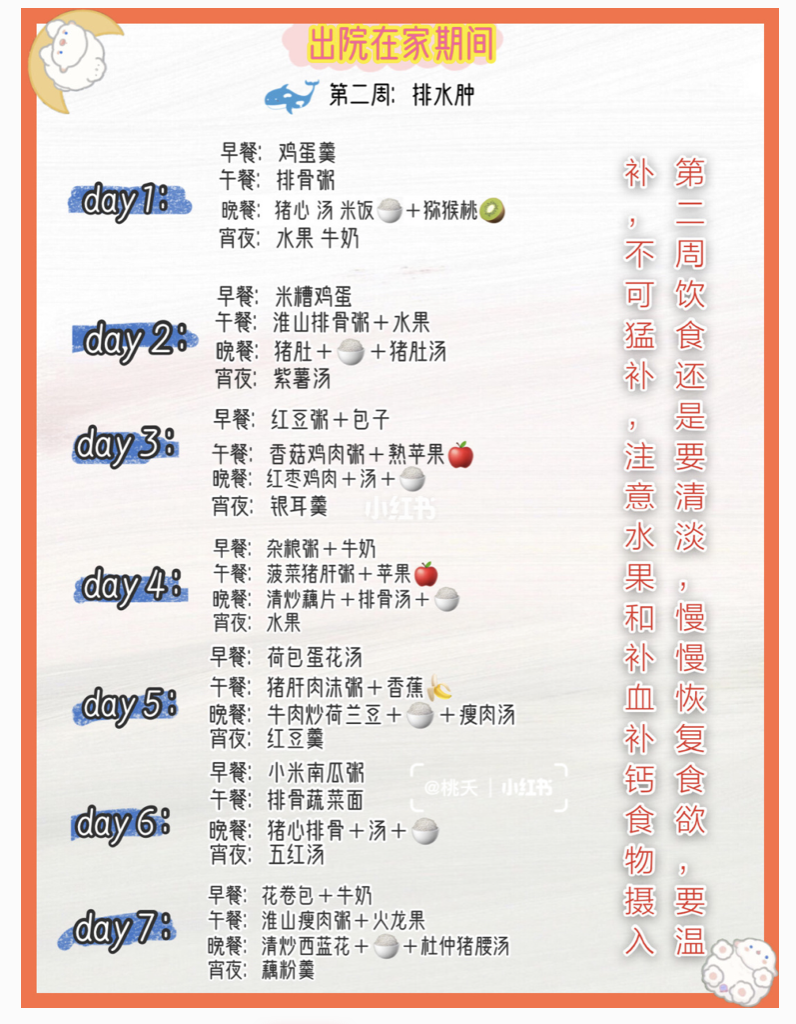 出院在家期间
第二周: 排水肿
day 1:
早餐: 鸡蛋羹
午餐: 排骨粥
晚餐: 猪心 汤 米饭+猕猴桃
宵夜: 水果 牛奶
day 2:
早餐: 米糟鸡蛋
午餐: 淮山排骨粥+水果
晚餐: 猪肚+ +猪肚汤
宵夜: 紫薯汤
day 3:
早餐: 红豆粥+包子
午餐: 香菇鸡肉粥+熟苹果
晚餐: 红枣鸡肉+汤+
宵夜: 银耳羹
小红书
day 4:
早餐: 杂粮粥+牛奶
午餐: 菠菜猪肝粥+苹果
晚餐: 清炒藕片+排骨汤+
宵夜: 水果
day 5:
早餐: 荷包蛋花汤
午餐: 猪肝肉沫粥+香蕉
晚餐: 牛肉炒荷兰豆+ +瘦肉汤
宵夜: 红豆羹
day 6:
早餐: 小米南瓜粥
午餐: 排骨蔬菜面
晚餐: 猪心排骨+汤+
宵夜: 五红汤
@桃夭 | 小红书
day 7:
早餐: 花卷包+牛奶
午餐: 淮山瘦肉粥+火龙果
晚餐: 清炒西蓝花+ +杜仲猪腰汤
宵夜: 藕粉羹
第二周饮食还是要清淡，慢慢恢复食欲，要温
补，不可猛补，注意水果和补血补钙食物摄入